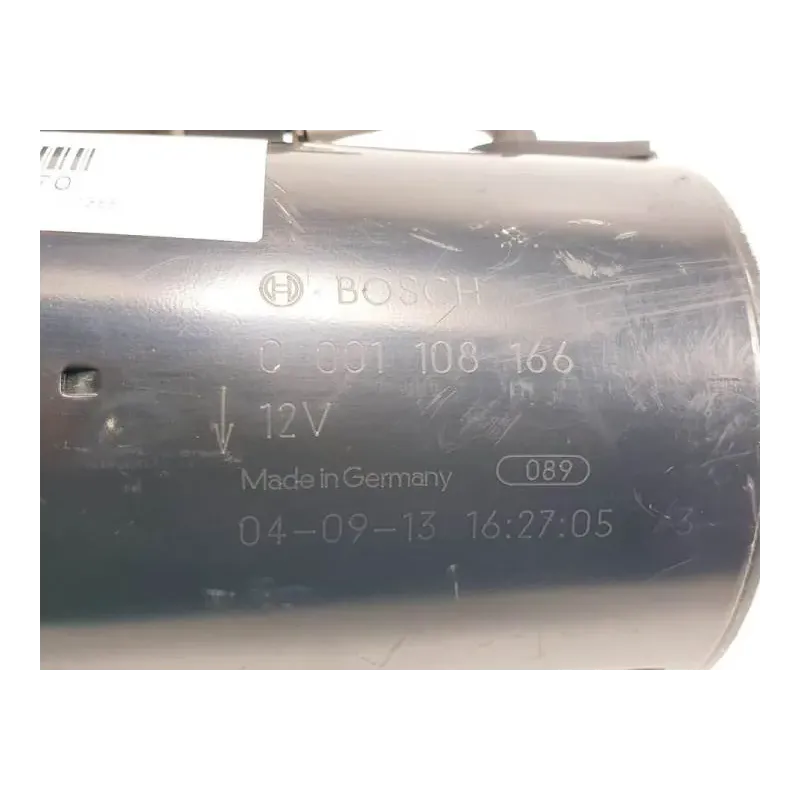 BOSCH
0 001 108 166
12V
Made in Germany 089
04-09-13 16:27:05